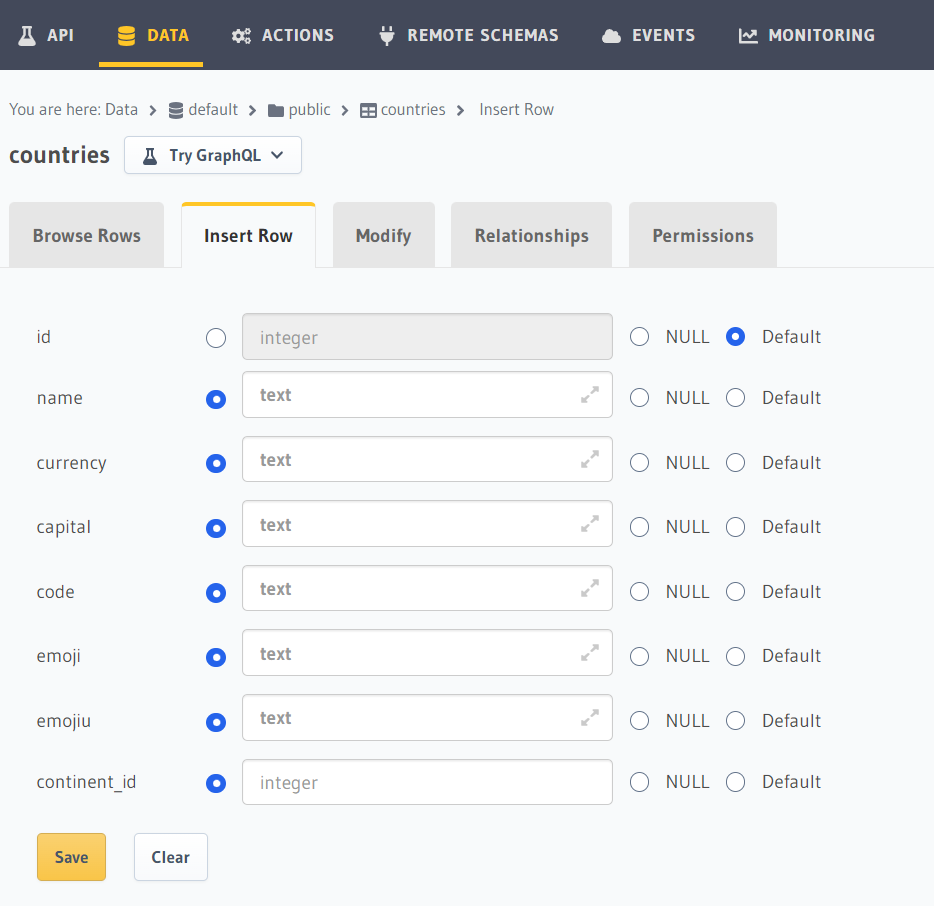 API DATA ACTIONS REMOTE SCHEMAS EVENTS MONITORING
You are here: Data > default > public > countries > Insert Row
countries Try GraphQL
Browse Rows Insert Row Modify Relationships Permissions
id integer NULL Default
name text NULL Default
currency text NULL Default
capital text NULL Default
code text NULL Default
emoji text NULL Default
emojiu text NULL Default
continent_id integer NULL Default
Save Clear